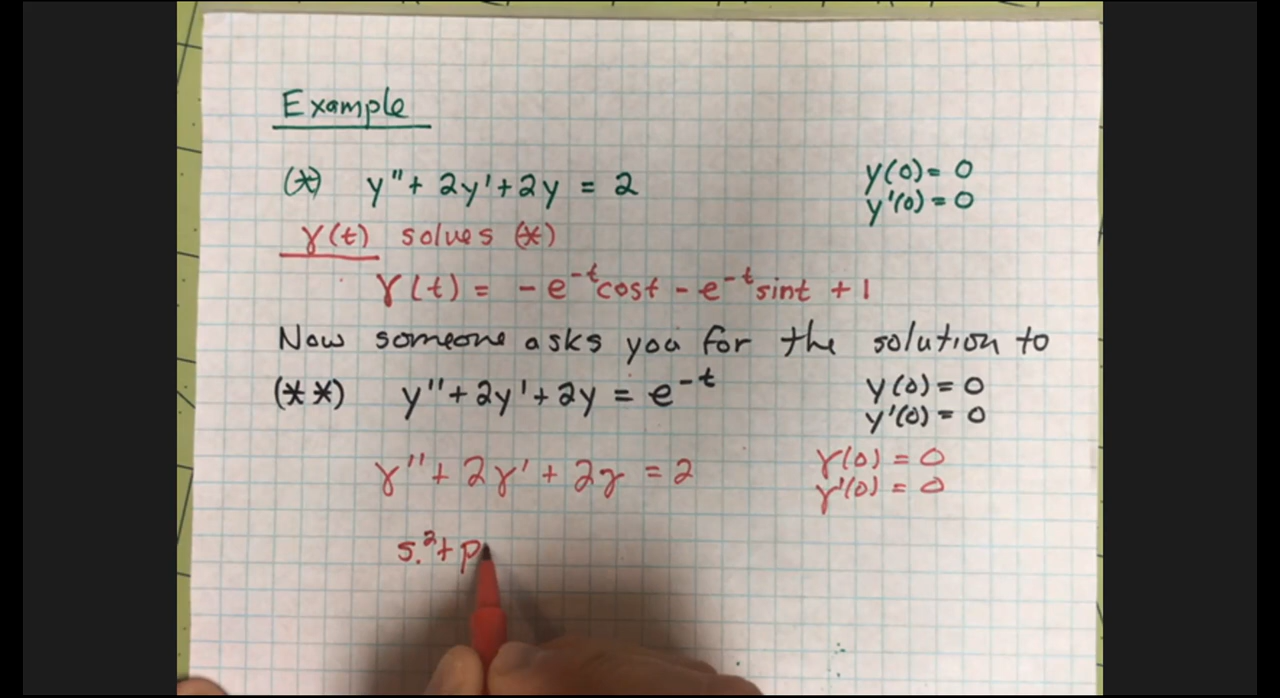 Example
(*) y"+ 2y'+2y = 2 y(0)= 0
y'(0) = 0
γ(t) solves (*)
γ(t) = -e^-t cost - e^-t sint + 1
Now someone asks you for the solution to
(**) y"+2y'+2y = e^-t y(0)=0
y'(0) = 0
γ"+ 2γ' + 2γ = 2 γ(0) = 0
γ'(0) = 0
s.²+ p